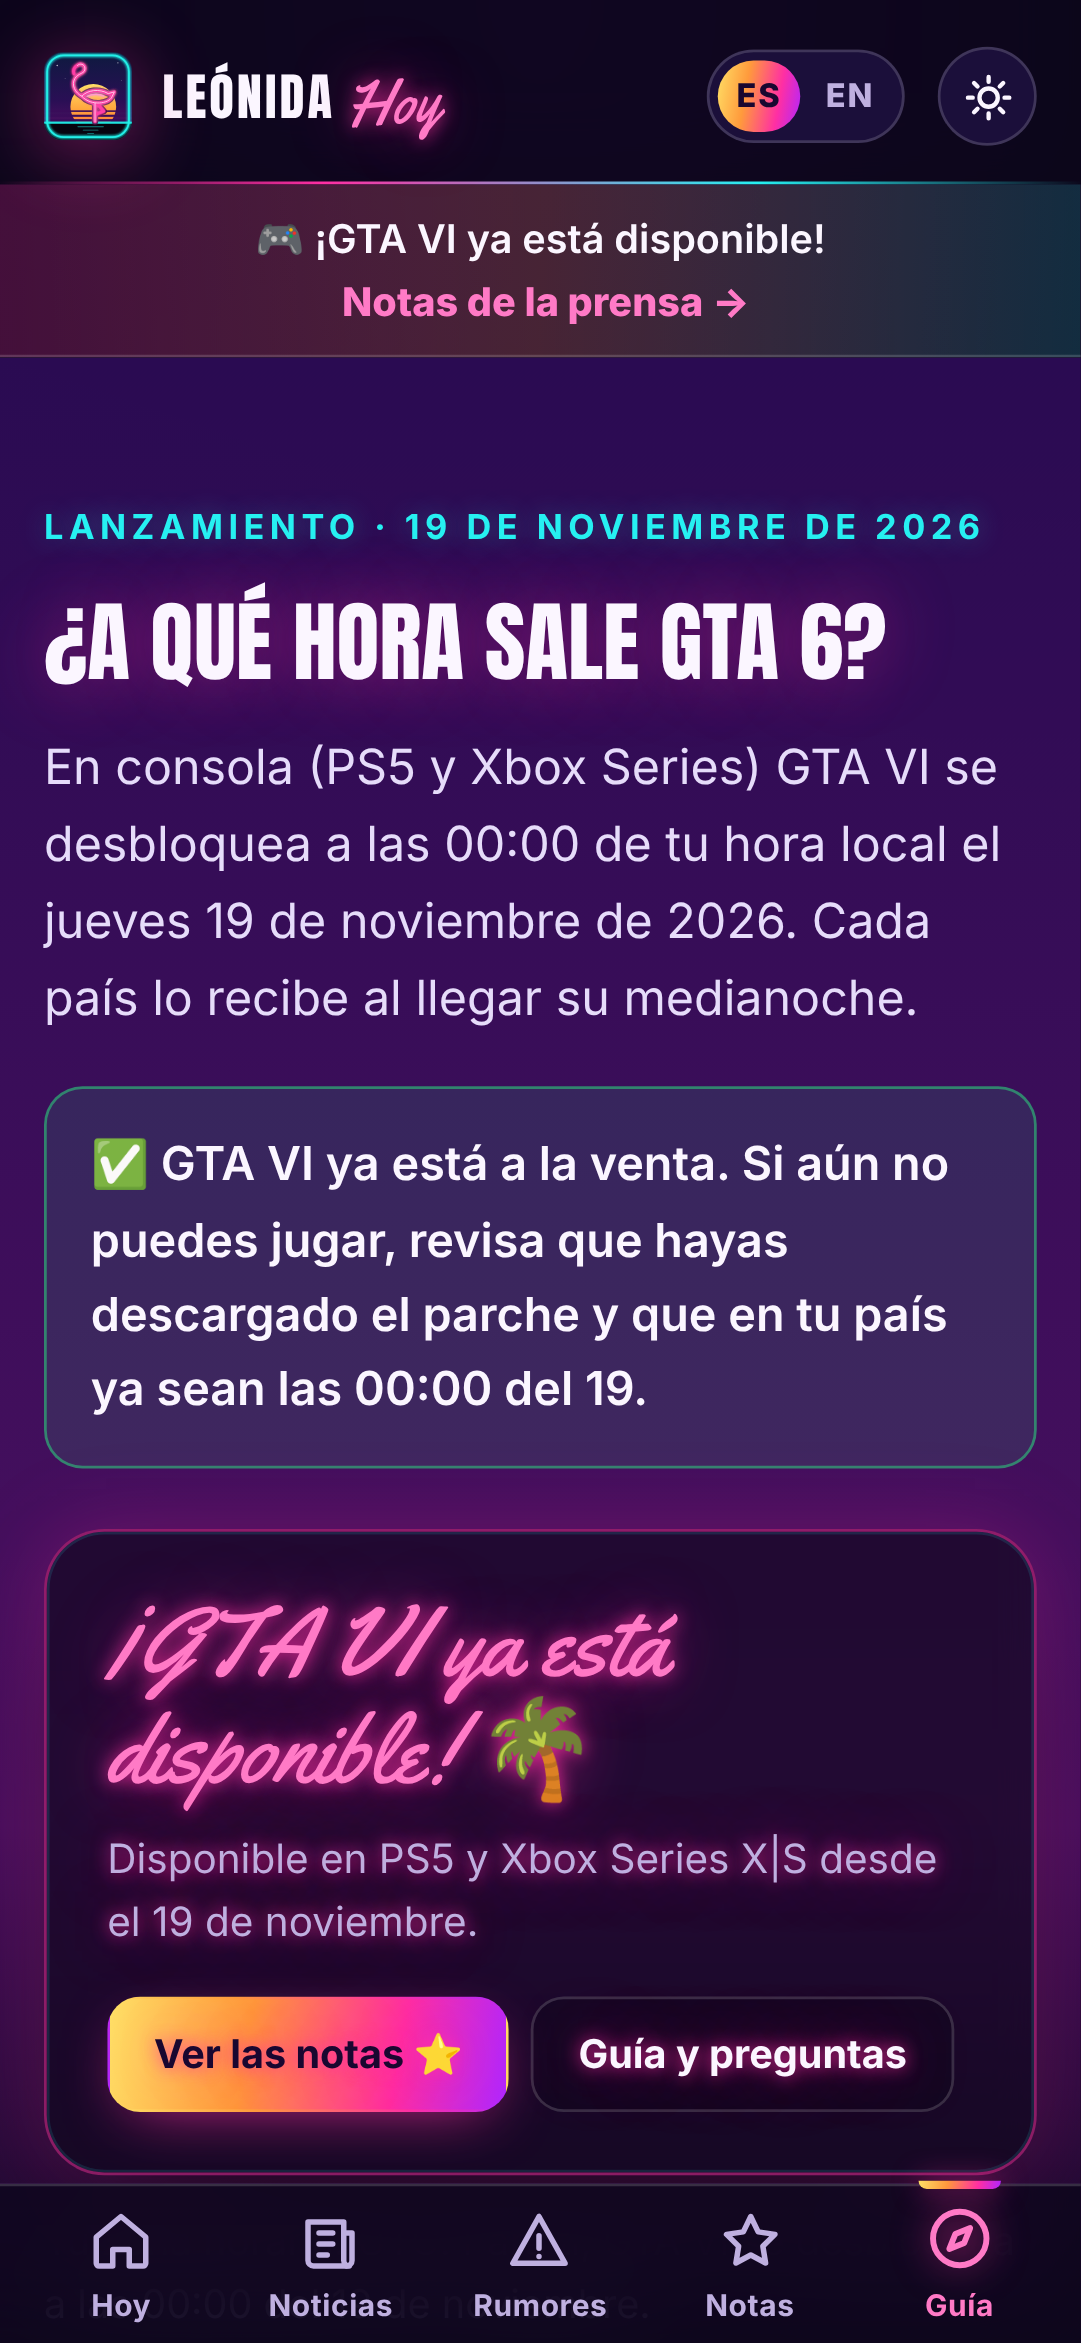 LEÓNIDA Hoy
ES EN
🎮 ¡GTA VI ya está disponible!
Notas de la prensa →
LANZAMIENTO · 19 DE NOVIEMBRE DE 2026
¿A QUÉ HORA SALE GTA 6?
En consola (PS5 y Xbox Series) GTA VI se
desbloquea a las 00:00 de tu hora local el
jueves 19 de noviembre de 2026. Cada
país lo recibe al llegar su medianoche.
✅ GTA VI ya está a la venta. Si aún no
puedes jugar, revisa que hayas
descargado el parche y que en tu país
ya sean las 00:00 del 19.
¡GTA VI ya está
disponible! 🌴
Disponible en PS5 y Xbox Series X|S desde
el 19 de noviembre.
Ver las notas ⭐ Guía y preguntas
Hoy Noticias Rumores Notas Guía